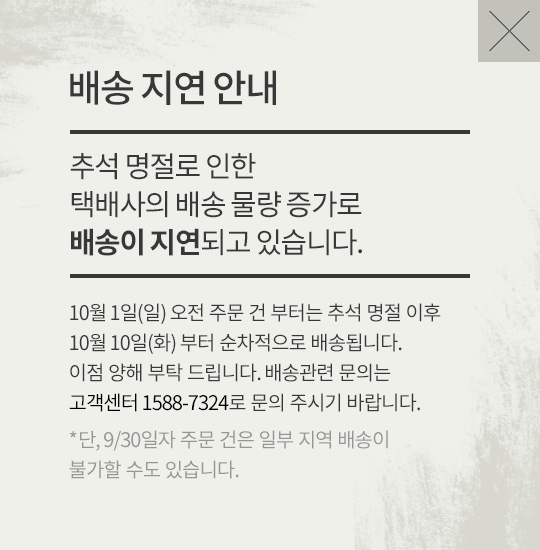 배송 지연 안내
추석 명절로 인한
택배사의 배송 물량 증가로
배송이 지연되고 있습니다.
10월 1일(일) 오전 주문 건 부터는 추석 명절 이후
10월 10일(화) 부터 순차적으로 배송됩니다.
이점 양해 부탁 드립니다. 배송관련 문의는
고객센터 1588-7324로 문의 주시기 바랍니다.
*단, 9/30일자 주문 건은 일부 지역 배송이
불가할 수도 있습니다.